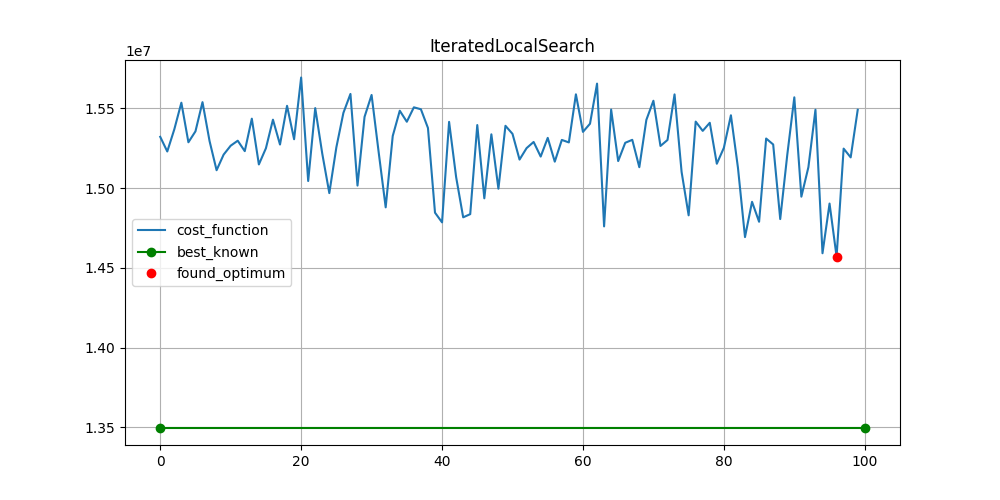 IteratedLocalSearch
1e7
1.55
1.50
1.45
1.40
1.35
cost_function
best_known
found_optimum
0 20 40 60 80 100